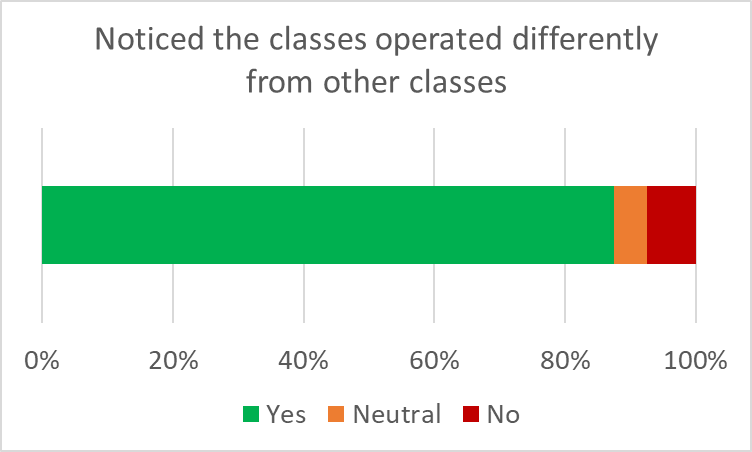 Noticed the classes operated differently
from other classes
0% 20% 40% 60% 80% 100%
Yes Neutral No